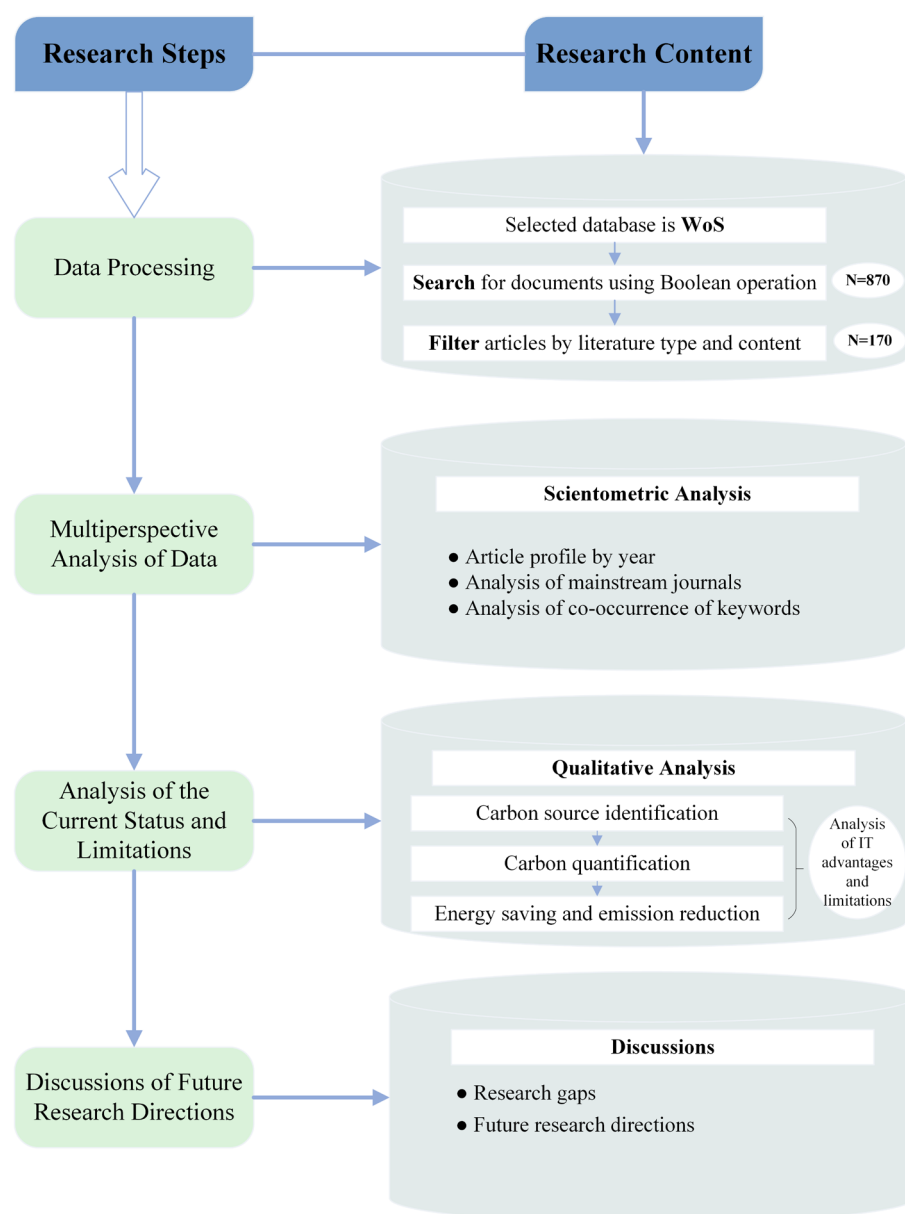 Research Steps
Research Content
Data Processing
Selected database is WoS
Search for documents using Boolean operation
N=870
Filter articles by literature type and content
N=170
Multiperspective
Analysis of Data
Scientometric Analysis
● Article profile by year
● Analysis of mainstream journals
● Analysis of co-occurrence of keywords
Analysis of the
Current Status and
Limitations
Qualitative Analysis
Carbon source identification
Carbon quantification
Energy saving and emission reduction
Analysis
of IT
advantages
and
limitations
Discussions of Future
Research Directions
Discussions
● Research gaps
● Future research directions